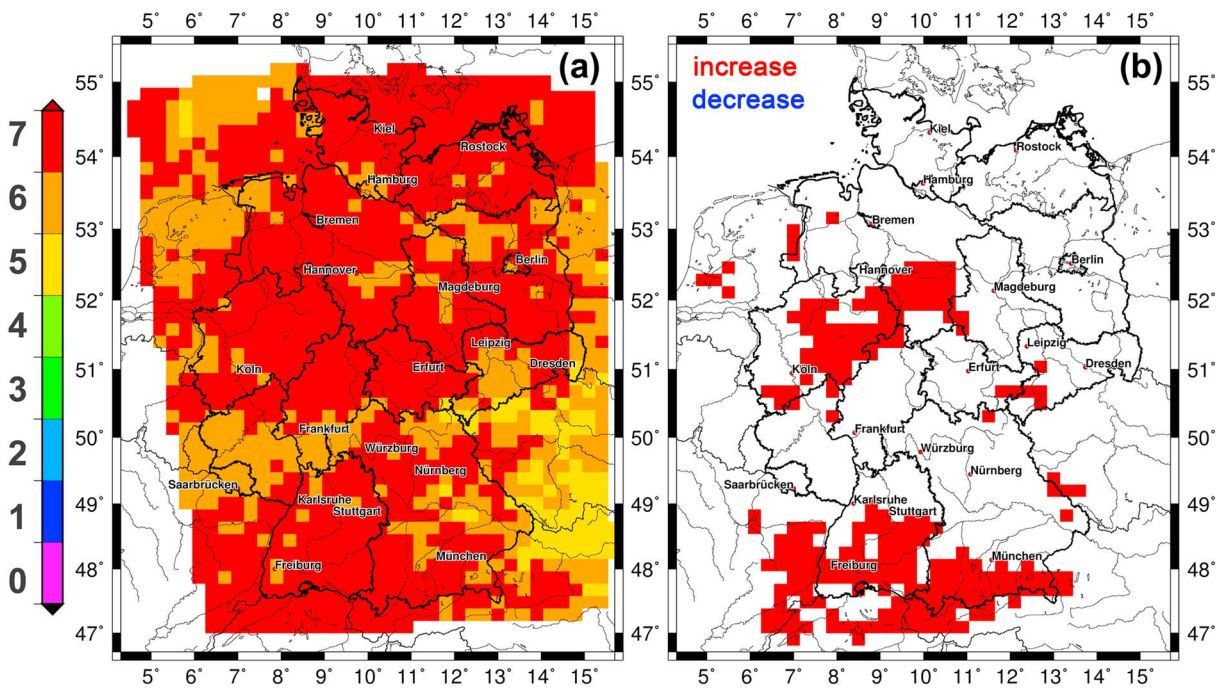 5° 6° 7° 8° 9° 10° 11° 12° 13° 14° 15°
5° 6° 7° 8° 9° 10° 11° 12° 13° 14° 15°
(a)
increase
decrease
(b)
55°
54°
53°
52°
51°
50°
49°
48°
47°
55°
54°
53°
52°
51°
50°
49°
48°
47°
7
6
5
4
3
2
1
0
Kiel
Rostock
Hamburg
Bremen
Berlin
Hannover
Magdeburg
Leipzig
Köln
Erfurt
Dresden
Frankfurt
Würzburg
Nürnberg
Saarbrücken
Karlsruhe
Stuttgart
München
Freiburg
Kiel
Rostock
Hamburg
Bremen
Berlin
Hannover
Magdeburg
Leipzig
Köln
Erfurt
Dresden
Frankfurt
Würzburg
Nürnberg
Saarbrücken
Karlsruhe
Stuttgart
München
Freiburg
5° 6° 7° 8° 9° 10° 11° 12° 13° 14° 15°
5° 6° 7° 8° 9° 10° 11° 12° 13° 14° 15°